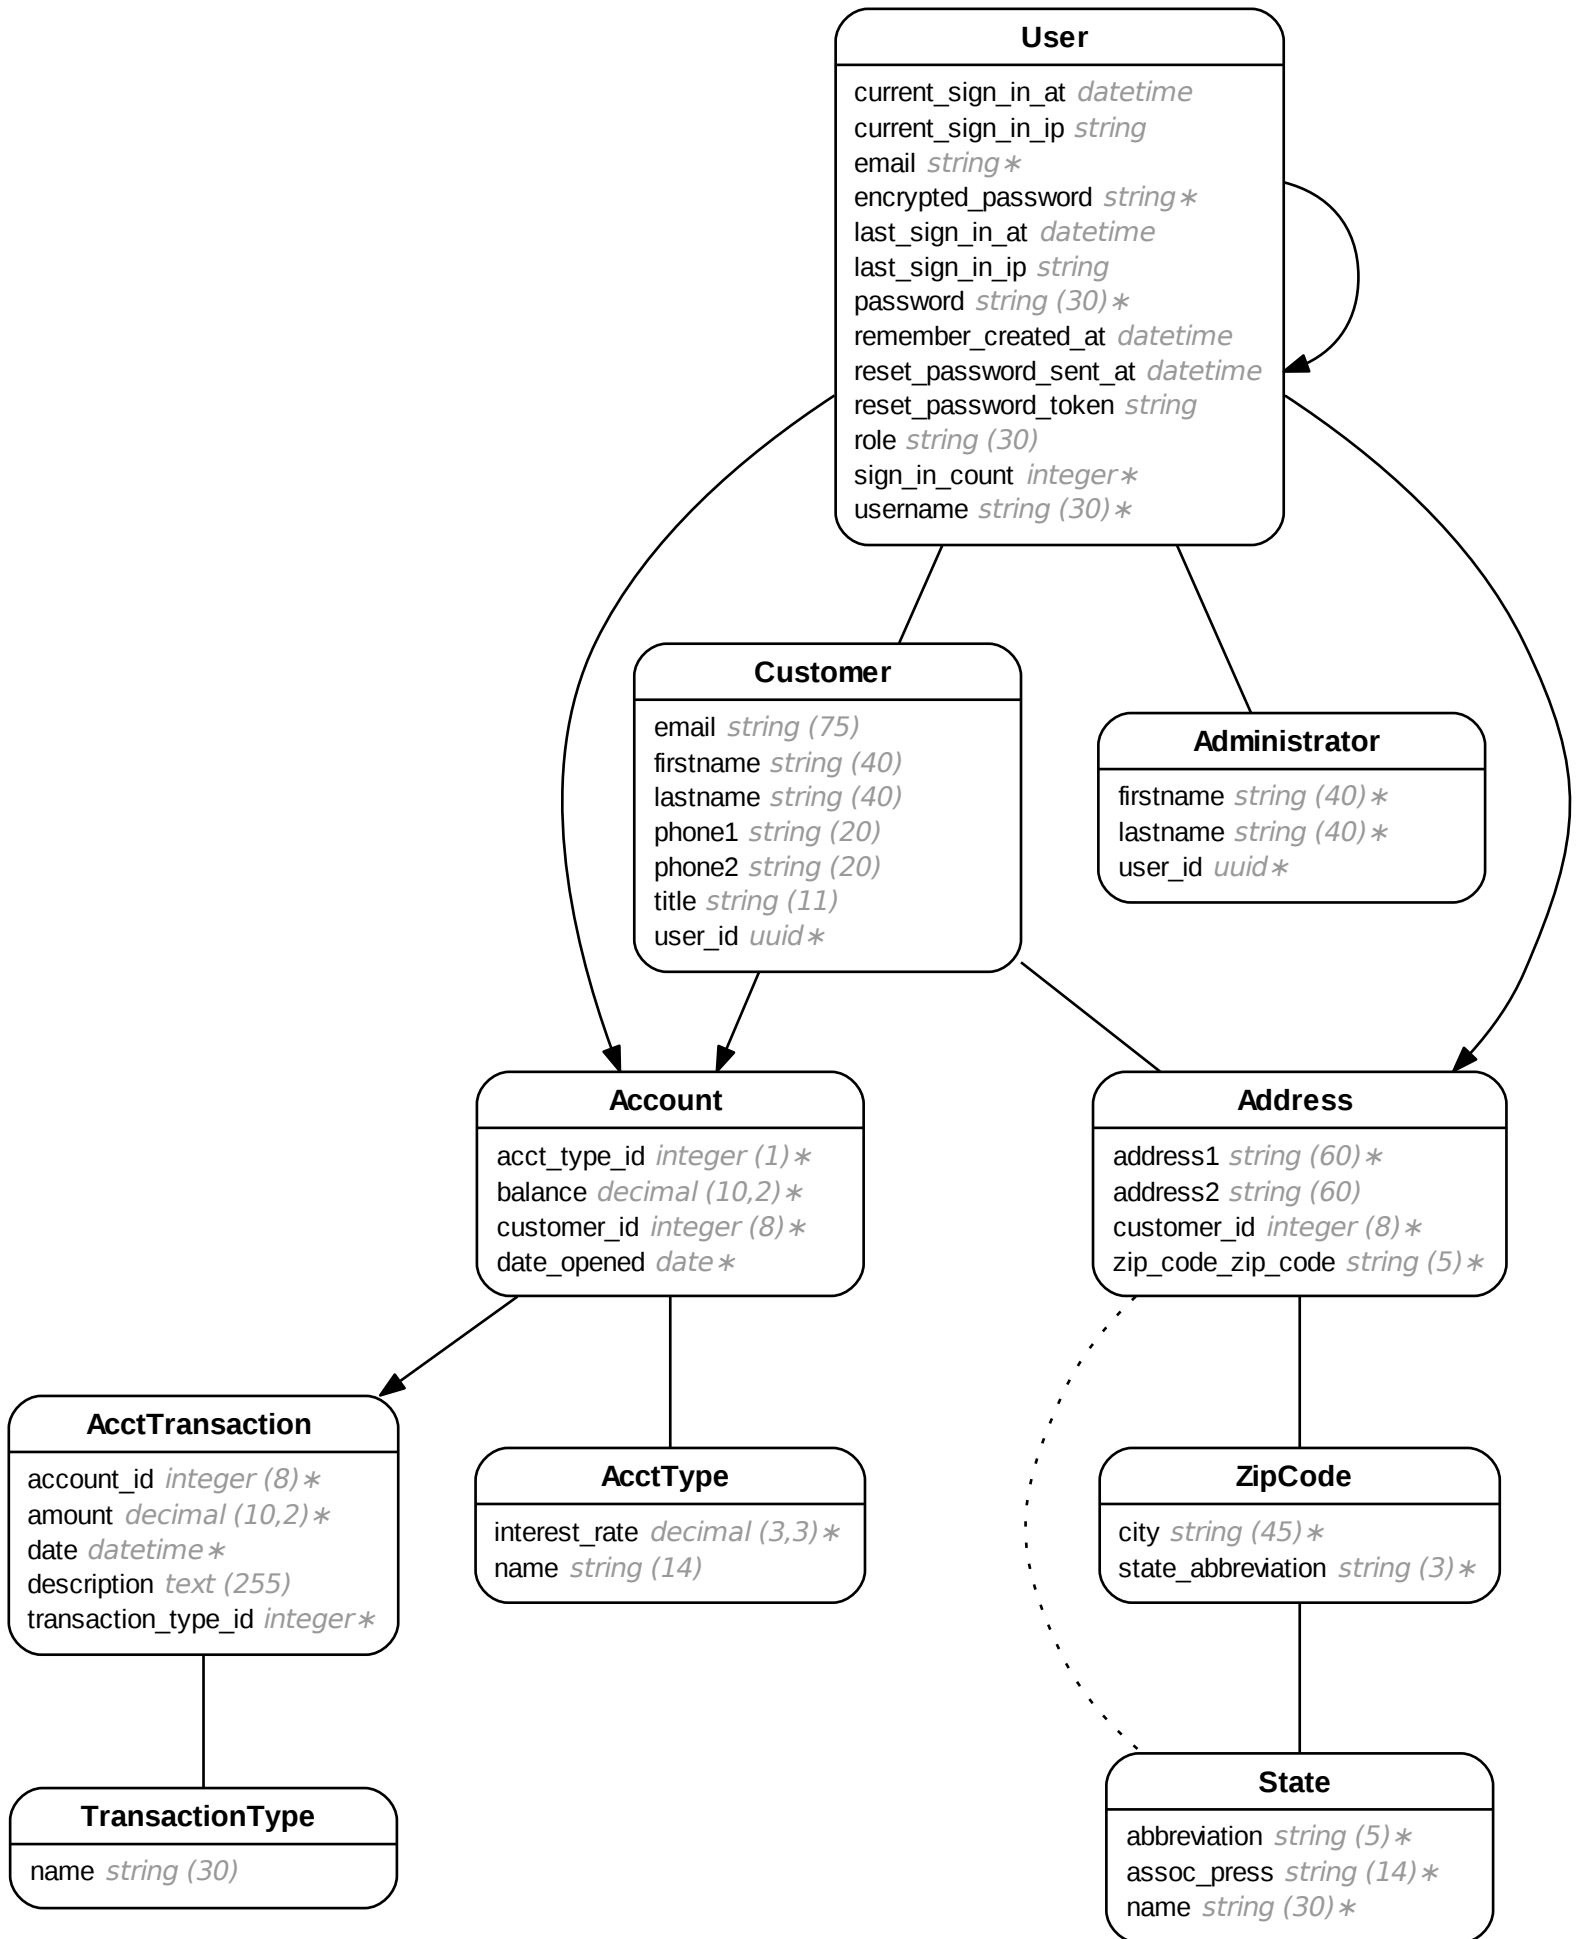 User
current_sign_in_at datetime
current_sign_in_ip string
email string∗
encrypted_password string∗
last_sign_in_at datetime
last_sign_in_ip string
password string (30)∗
remember_created_at datetime
reset_password_sent_at datetime
reset_password_token string
role string (30)
sign_in_count integer∗
username string (30)∗
Customer
email string (75)
firstname string (40)
lastname string (40)
phone1 string (20)
phone2 string (20)
title string (11)
user_id uuid∗
Administrator
firstname string (40)∗
lastname string (40)∗
user_id uuid∗
Account
acct_type_id integer (1)∗
balance decimal (10,2)∗
customer_id integer (8)∗
date_opened date∗
Address
address1 string (60)∗
address2 string (60)
customer_id integer (8)∗
zip_code_zip_code string (5)∗
AcctTransaction
account_id integer (8)∗
amount decimal (10,2)∗
date datetime∗
description text (255)
transaction_type_id integer∗
AcctType
interest_rate decimal (3,3)∗
name string (14)
ZipCode
city string (45)∗
state_abbreviation string (3)∗
TransactionType
name string (30)
State
abbreviation string (5)∗
assoc_press string (14)∗
name string (30)∗